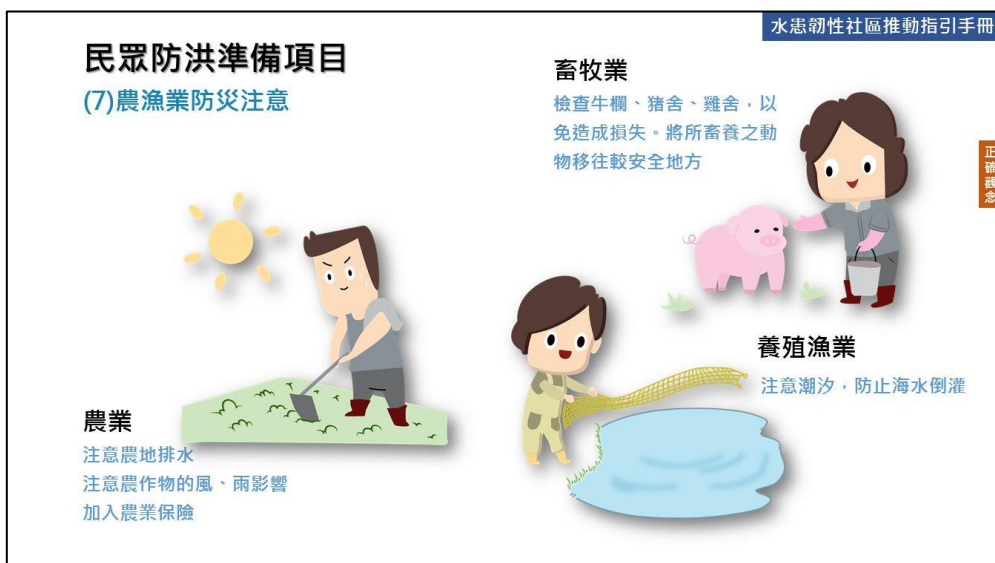 水患韌性社區推動指引手冊
民眾防洪準備項目
(7)農漁業防災注意
畜牧業
檢查牛欄、豬舍、雞舍，以
免造成損失。將所畜養之動
物移往較安全地方
正確觀念
養殖漁業
注意潮汐，防止海水倒灌
農業
注意農地排水
注意農作物的風、雨影響
加入農業保險